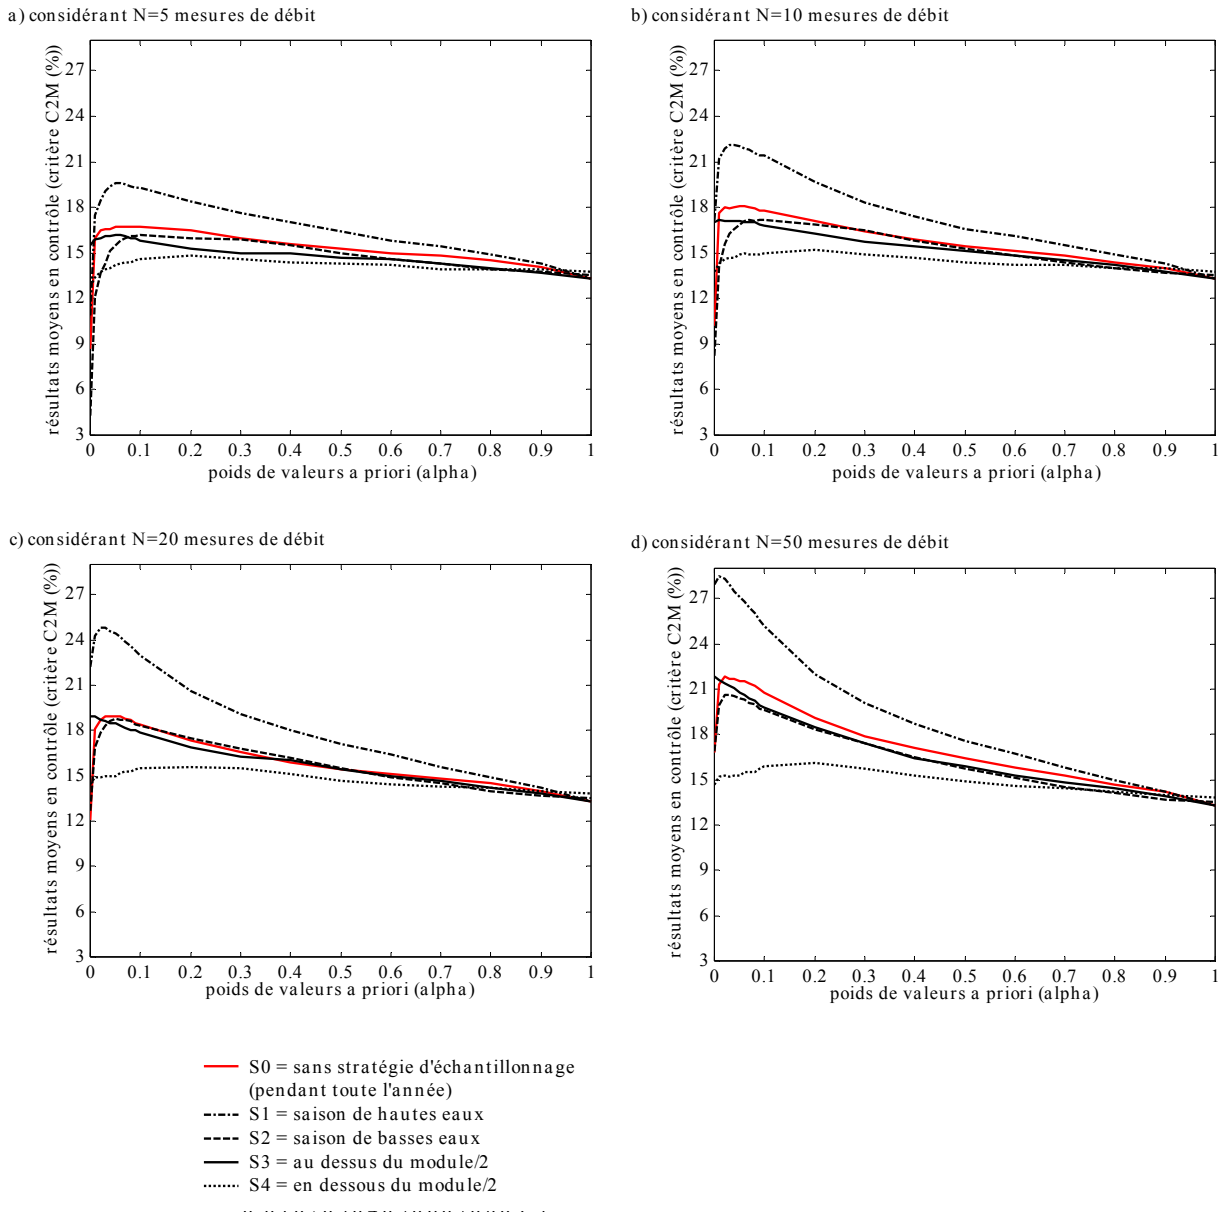 a) considérant N=5 mesures de débit
résultats moyens en contrôle (critère C2M (%))
27
24
21
18
15
12
9
6
3
0 0.1 0.2 0.3 0.4 0.5 0.6 0.7 0.8 0.9 1
poids de valeurs a priori (alpha)
b) considérant N=10 mesures de débit
résultats moyens en contrôle (critère C2M (%))
27
24
21
18
15
12
9
6
3
0 0.1 0.2 0.3 0.4 0.5 0.6 0.7 0.8 0.9 1
poids de valeurs a priori (alpha)
c) considérant N=20 mesures de débit
résultats moyens en contrôle (critère C2M (%))
27
24
21
18
15
12
9
6
3
0 0.1 0.2 0.3 0.4 0.5 0.6 0.7 0.8 0.9 1
poids de valeurs a priori (alpha)
d) considérant N=50 mesures de débit
résultats moyens en contrôle (critère C2M (%))
27
24
21
18
15
12
9
6
3
0 0.1 0.2 0.3 0.4 0.5 0.6 0.7 0.8 0.9 1
poids de valeurs a priori (alpha)
S0 = sans stratégie d'échantillonnage
(pendant toute l'année)
S1 = saison de hautes eaux
S2 = saison de basses eaux
S3 = au dessus du module/2
S4 = en dessous du module/2